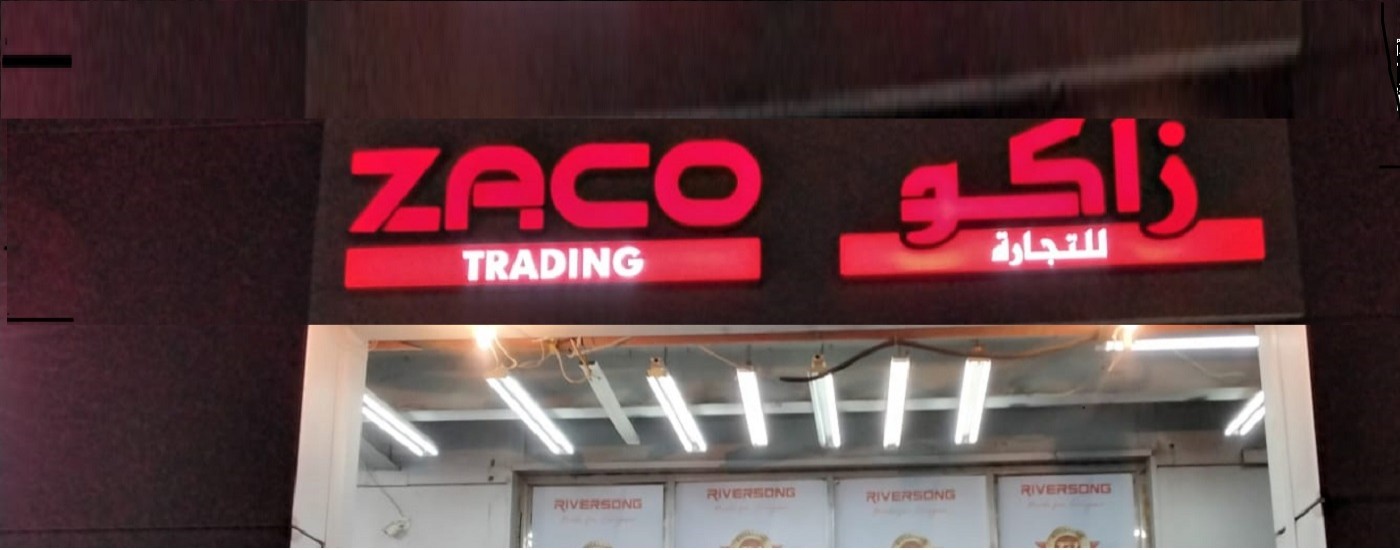 ZACO
TRADING
زاكو
للتجارة
RIVERSONG
RIVERSONG
RIVERSONG
RIVERSONG